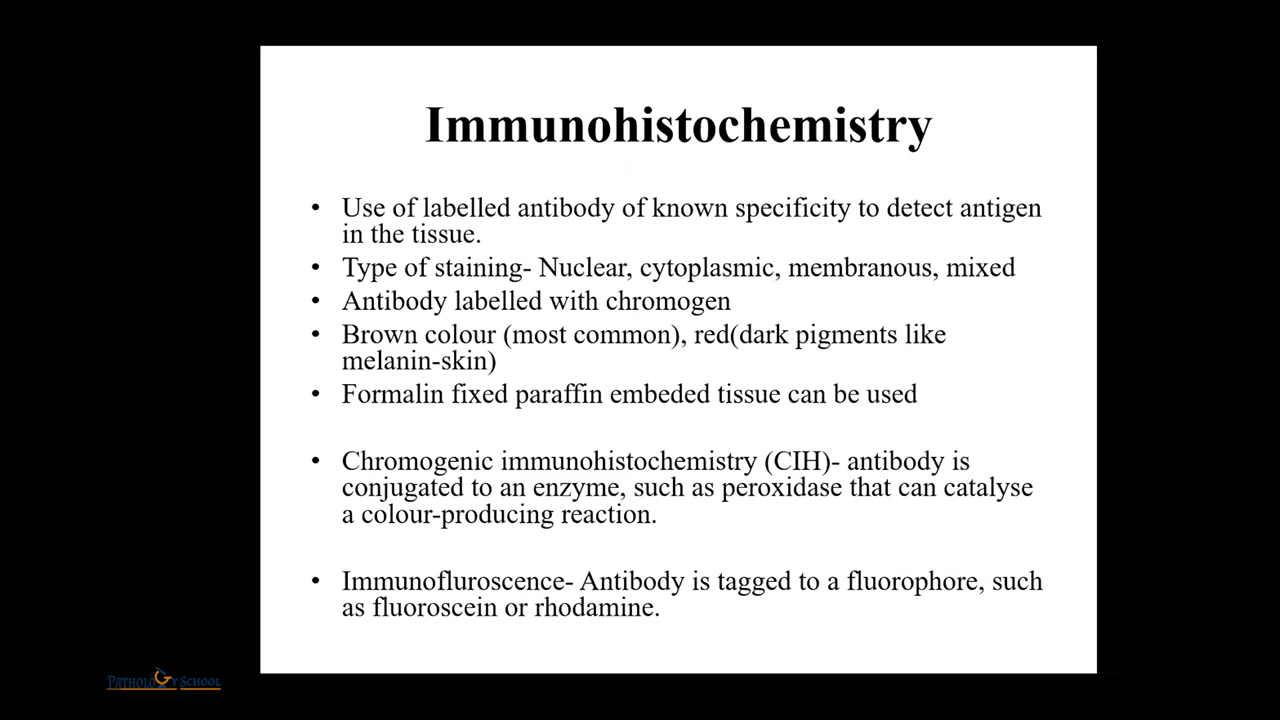 Immunohistochemistry
• Use of labelled antibody of known specificity to detect antigen
in the tissue.
• Type of staining- Nuclear, cytoplasmic, membranous, mixed
• Antibody labelled with chromogen
• Brown colour (most common), red(dark pigments like
melanin-skin)
• Formalin fixed paraffin embeded tissue can be used
• Chromogenic immunohistochemistry (CIH)- antibody is
conjugated to an enzyme, such as peroxidase that can catalyse
a colour-producing reaction.
• Immunofluroscence- Antibody is tagged to a fluorophore, such
as fluoroscein or rhodamine.
PATHOLOGY SCHOOL